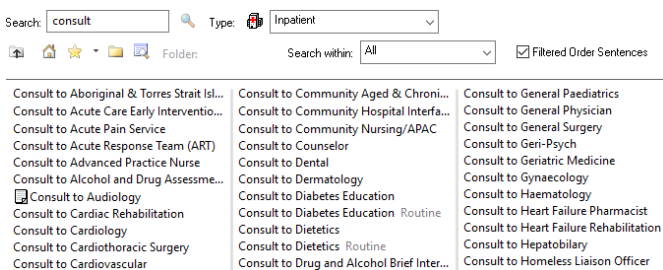 Search: consult Type: Inpatient
Folder: Search within: All Filtered Order Sentences
Consult to Aboriginal & Torres Strait Isl...
Consult to Acute Care Early Interventio...
Consult to Acute Pain Service
Consult to Acute Response Team (ART)
Consult to Advanced Practice Nurse
Consult to Alcohol and Drug Assessme...
Consult to Audiology
Consult to Cardiac Rehabilitation
Consult to Cardiology
Consult to Cardiothoracic Surgery
Consult to Cardiovascular
Consult to Community Aged & Chroni...
Consult to Community Hospital Interfa...
Consult to Community Nursing/APAC
Consult to Counselor
Consult to Dental
Consult to Dermatology
Consult to Diabetes Education
Consult to Diabetes Education Routine
Consult to Dietetics
Consult to Dietetics Routine
Consult to Drug and Alcohol Brief Inter...
Consult to General Paediatrics
Consult to General Physician
Consult to General Surgery
Consult to Geri-Psych
Consult to Geriatric Medicine
Consult to Gynaecology
Consult to Haematology
Consult to Heart Failure Pharmacist
Consult to Heart Failure Rehabilitation
Consult to Hepatobilary
Consult to Homeless Liaison Officer